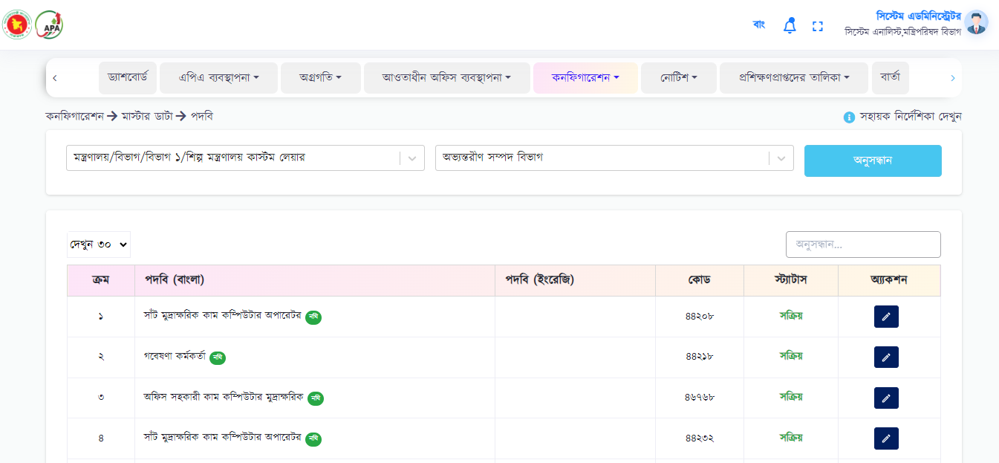 APA
বাং
সিস্টেম এডমিনিস্ট্রেটর
সিস্টেম এনালিস্ট,মন্ত্রিপরিষদ বিভাগ
ড্যাশবোর্ড এপিএ ব্যবস্থাপনা অগ্রগতি আওতাধীন অফিস ব্যবস্থাপনা কনফিগারেশন নোটিশ প্রশিক্ষণপ্রাপ্তদের তালিকা বার্তা
কনফিগারেশন → মাস্টার ডাটা → পদবি
সহায়ক নির্দেশিকা দেখুন
মন্ত্রণালয়/বিভাগ/বিভাগ ১/শিল্প মন্ত্রণালয় কাস্টম লেয়ার অভ্যন্তরীণ সম্পদ বিভাগ অনুসন্ধান
দেখুন ৩০ অনুসন্ধান...
ক্রম পদবি (বাংলা) পদবি (ইংরেজি) কোড স্ট্যাটাস অ্যাকশন
১ সাঁট মুদ্রাক্ষরিক কাম কম্পিউটার অপারেটর নথি ৪৪২০৮ সক্রিয়
২ গবেষণা কর্মকর্তা নথি ৪৪২১৮ সক্রিয়
৩ অফিস সহকারী কাম কম্পিউটার মুদ্রাক্ষরিক নথি ৪৬৭৬৮ সক্রিয়
৪ সাঁট মুদ্রাক্ষরিক কাম কম্পিউটার অপারেটর নথি ৪৪২৩২ সক্রিয়